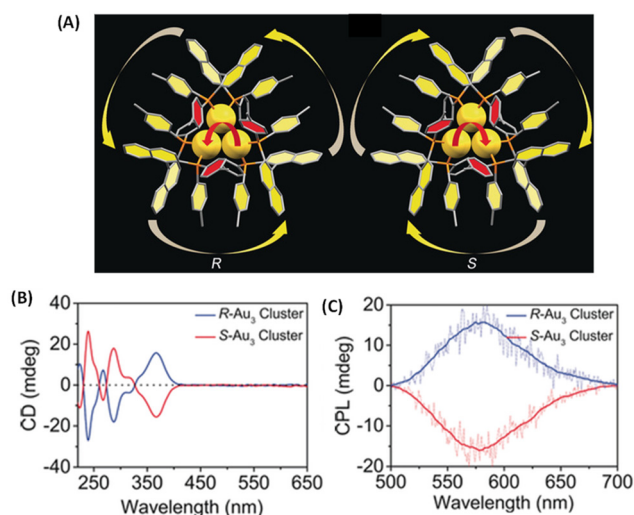 (A)
R
S
(B)
40
20
0
-20
-40
CD (mdeg)
R-Au₃ Cluster
S-Au₃ Cluster
250
350
450
550
650
Wavelength (nm)
(C)
20
10
0
-10
-20
CPL (mdeg)
R-Au₃ Cluster
S-Au₃ Cluster
500
550
600
650
700
Wavelength (nm)